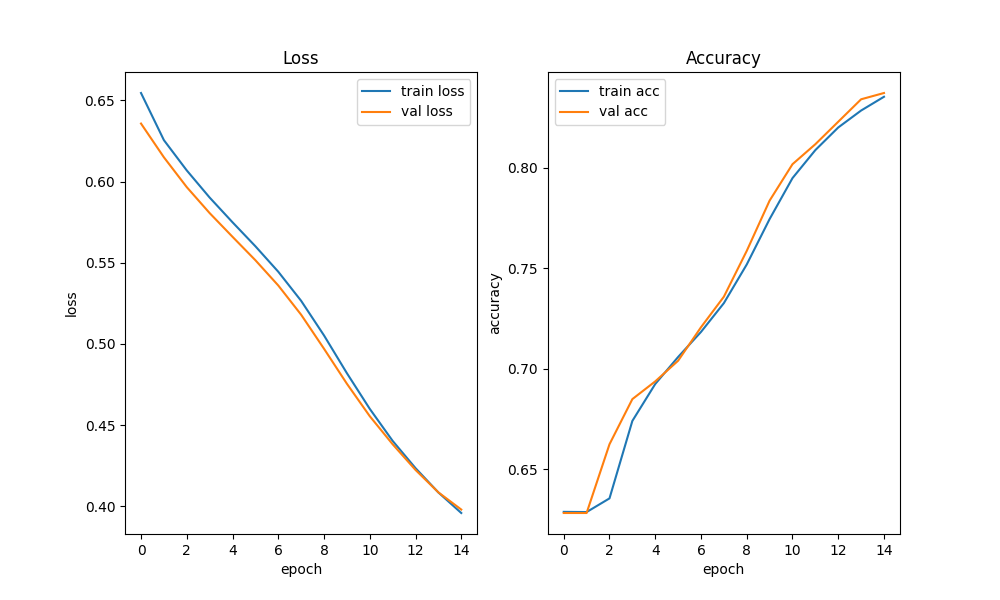 Loss
train loss
val loss
0.65
0.60
0.55
0.50
0.45
0.40
loss
0 2 4 6 8 10 12 14
epoch
Accuracy
train acc
val acc
0.80
0.75
0.70
0.65
accuracy
0 2 4 6 8 10 12 14
epoch